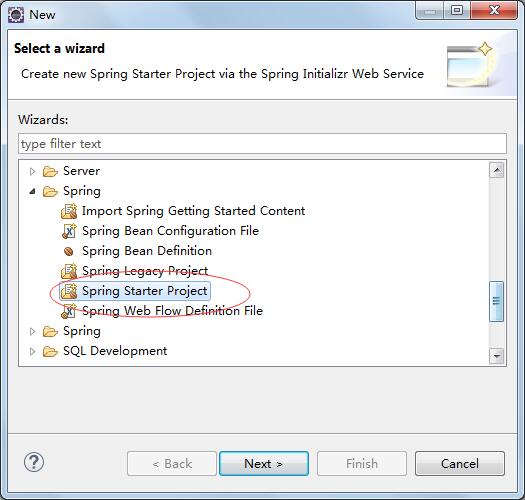 New
Select a wizard
Create new Spring Starter Project via the Spring Initializr Web Service
Wizards:
type filter text
Server
Spring
Import Spring Getting Started Content
Spring Bean Configuration File
Spring Bean Definition
Spring Legacy Project
Spring Starter Project
Spring Web Flow Definition File
Spring
SQL Development
?
< Back
Next >
Finish
Cancel